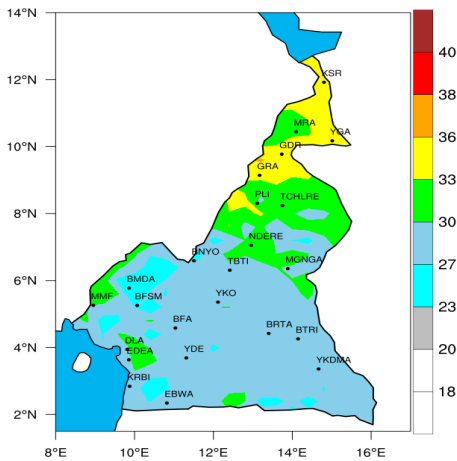 14°N
12°N
10°N
8°N
6°N
4°N
2°N
KSR
MRA
YGA
GDR
GRA
PLI
TCHLRE
NDERE
BNYO
TBTI
MGNGA
BMDA
MMF
BFSM
YKO
BFA
BRTA
BTRI
DLA
EDEA
YDE
YKDMA
KRBI
EBWA
8°E
10°E
12°E
14°E
16°E
40
38
36
33
30
27
23
20
18